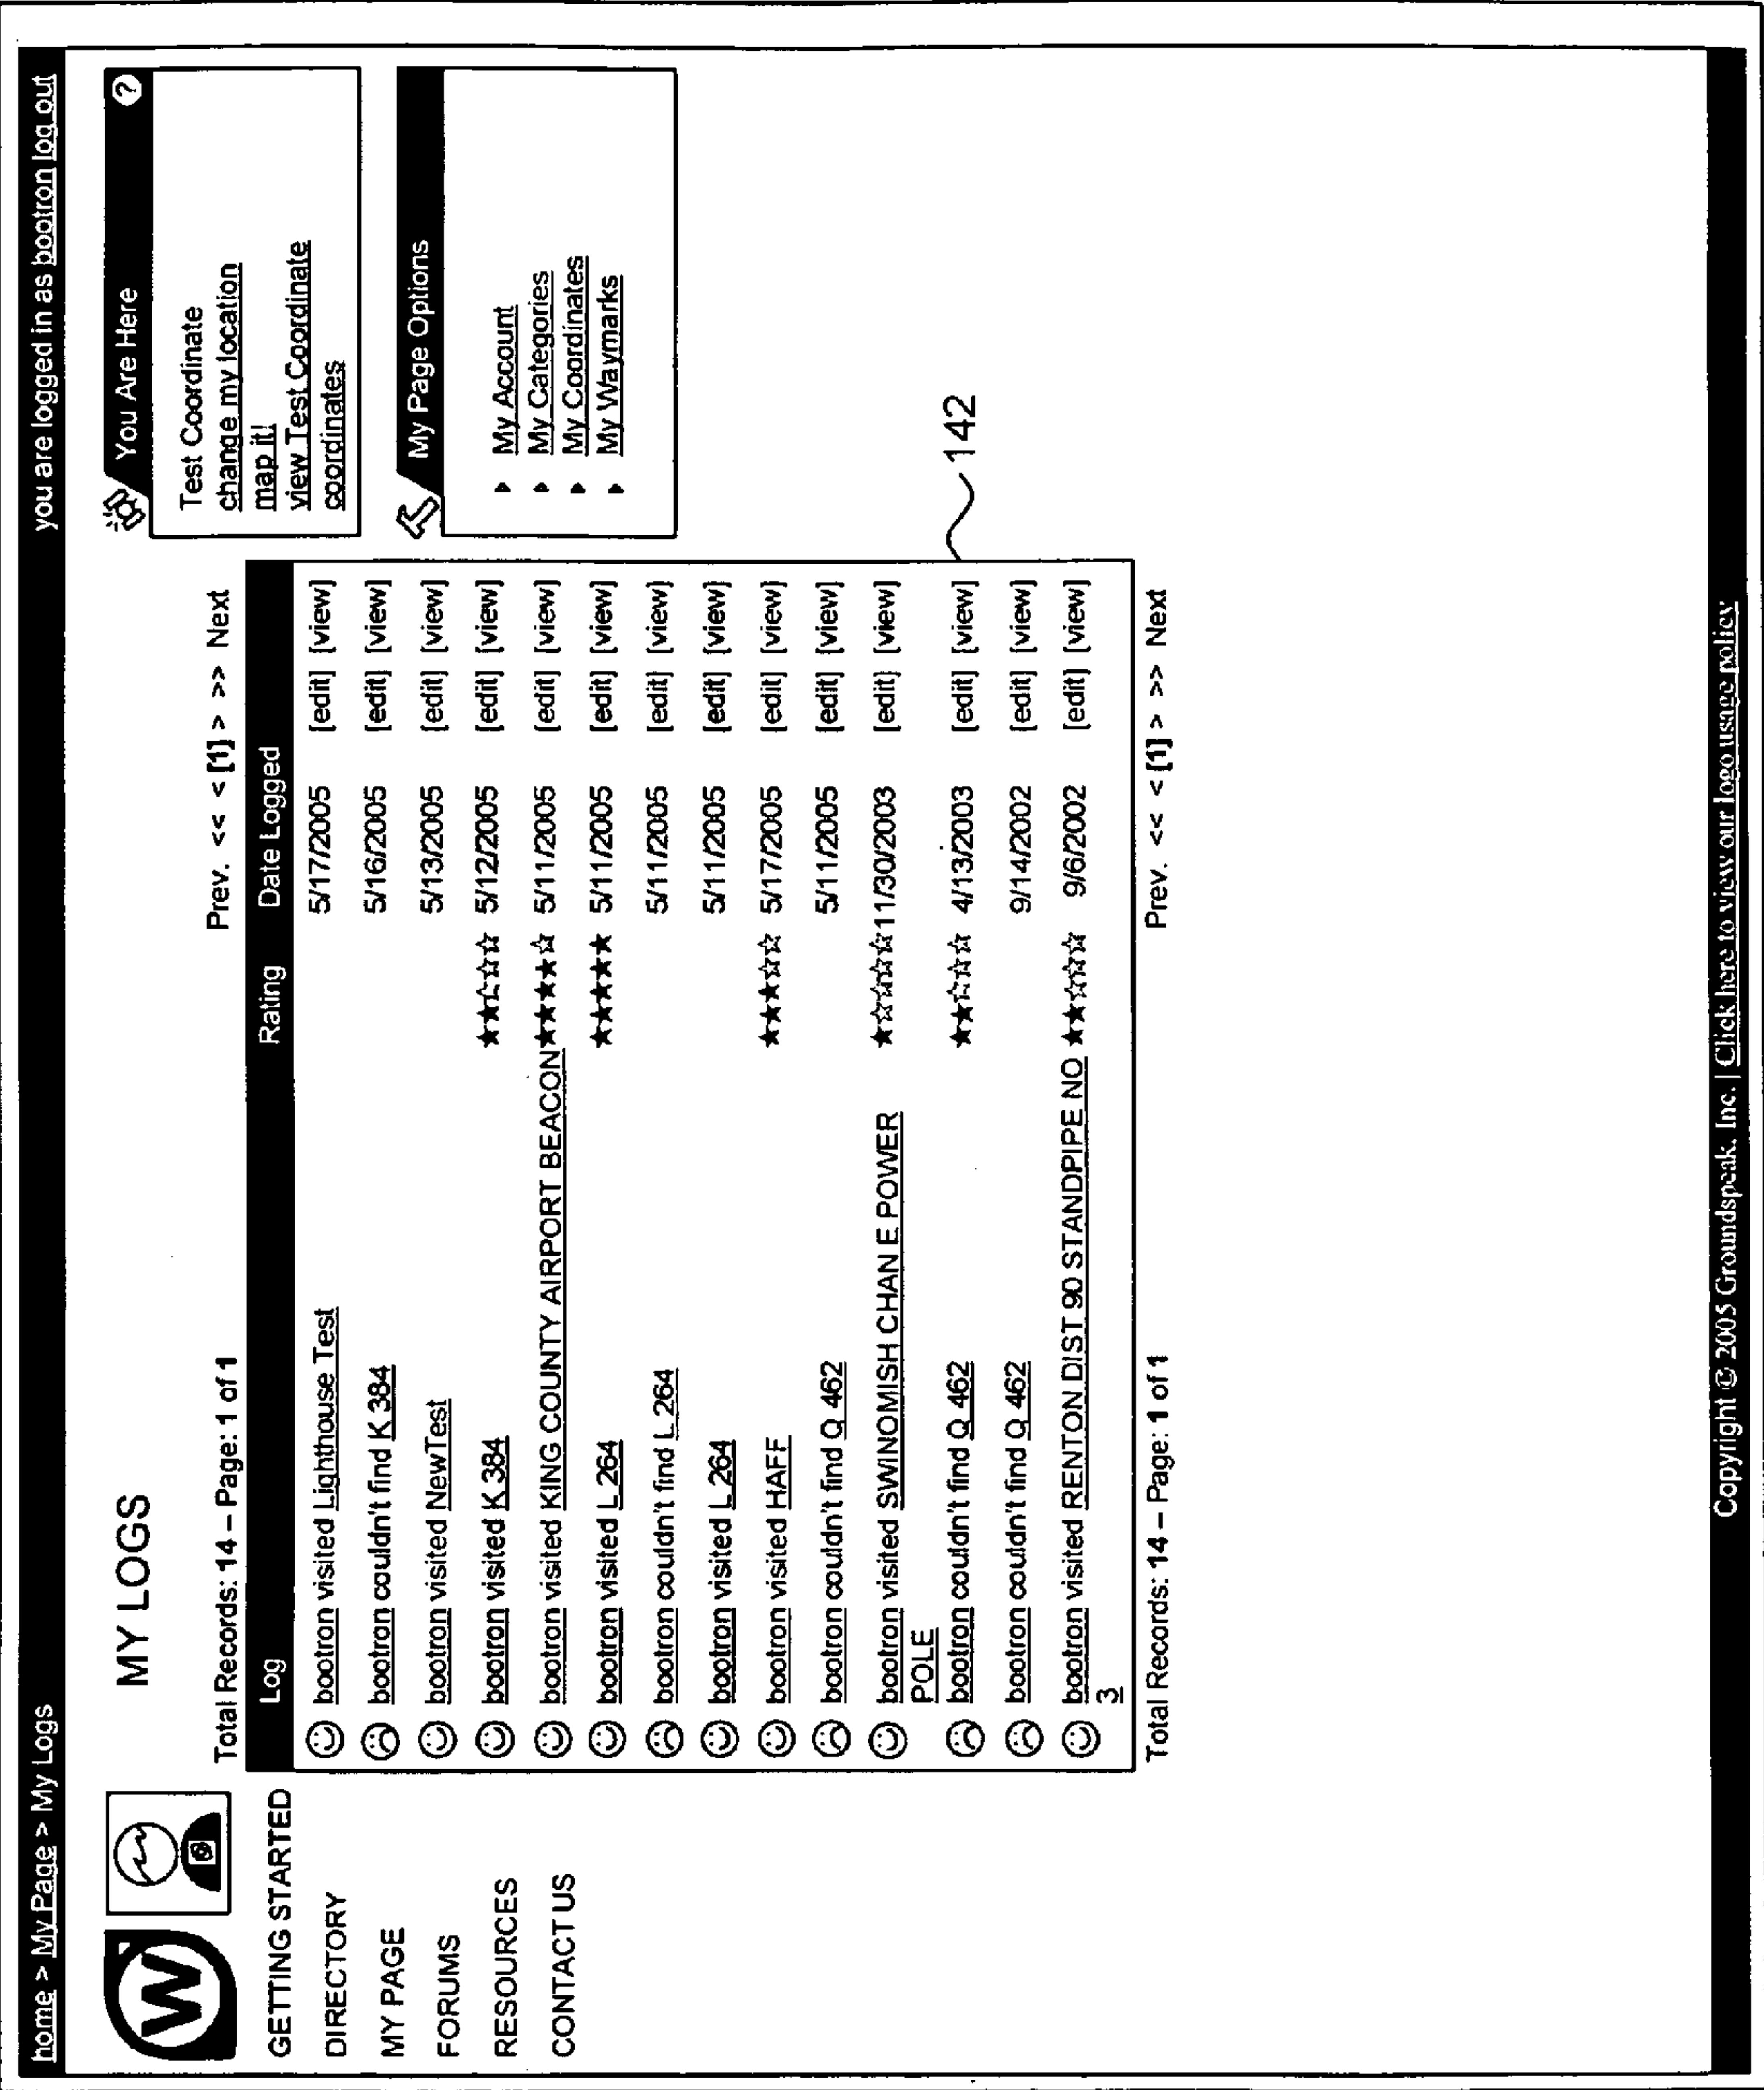 home > My Page > My Logs
you are logged in as bootron log out
W
GETTING STARTED
DIRECTORY
MY PAGE
FORUMS
RESOURCES
CONTACT US
MY LOGS
Total Records: 14 – Page: 1 of 1
Prev. << < [1] > >> Next
Log Rating Date Logged
bootron visited Lighthouse Test 5/17/2005 [edit] [view]
bootron couldn't find K 384 5/16/2005 [edit] [view]
bootron visited NewTest 5/13/2005 [edit] [view]
bootron visited K 384 ★★☆☆☆ 5/12/2005 [edit] [view]
bootron visited KING COUNTY AIRPORT BEACON ★★★★☆ 5/11/2005 [edit] [view]
bootron visited L 264 ★★★★★ 5/11/2005 [edit] [view]
bootron couldn't find L 264 5/11/2005 [edit] [view]
bootron visited L 264 5/11/2005 [edit] [view]
bootron visited HAFF ★★★☆☆ 5/17/2005 [edit] [view]
bootron couldn't find Q 462 5/11/2005 [edit] [view]
bootron visited SWINOMISH CHAN E POWER ★☆☆☆☆ 11/30/2003 [edit] [view]
POLE
bootron couldn't find Q 462 ★★☆☆☆ 4/13/2003 [edit] [view]
bootron couldn't find Q 462 9/14/2002 [edit] [view]
bootron visited RENTON DIST 90 STANDPIPE NO ★★☆☆☆ 9/6/2002 [edit] [view]
3
Total Records: 14 – Page: 1 of 1
Prev. << < [1] > >> Next
You Are Here ?
Test Coordinate
change my location
map it!
view Test Coordinate
coordinates
My Page Options
My Account
My Categories
My Coordinates
My Waymarks
142
Copyright © 2005 Groundspeak, Inc. | Click here to view our logo usage policy